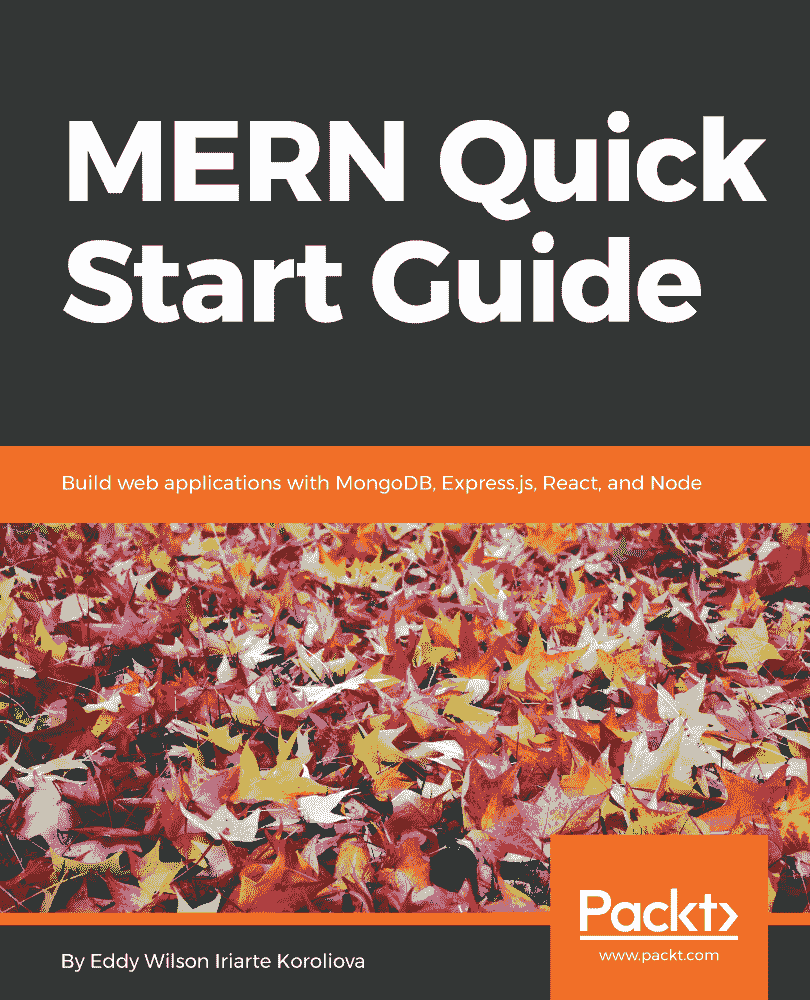 MERN Quick
Start Guide
Build web applications with MongoDB, Express.js, React, and Node
Packt>
www.packt.com
By Eddy Wilson Iriarte Koroliova